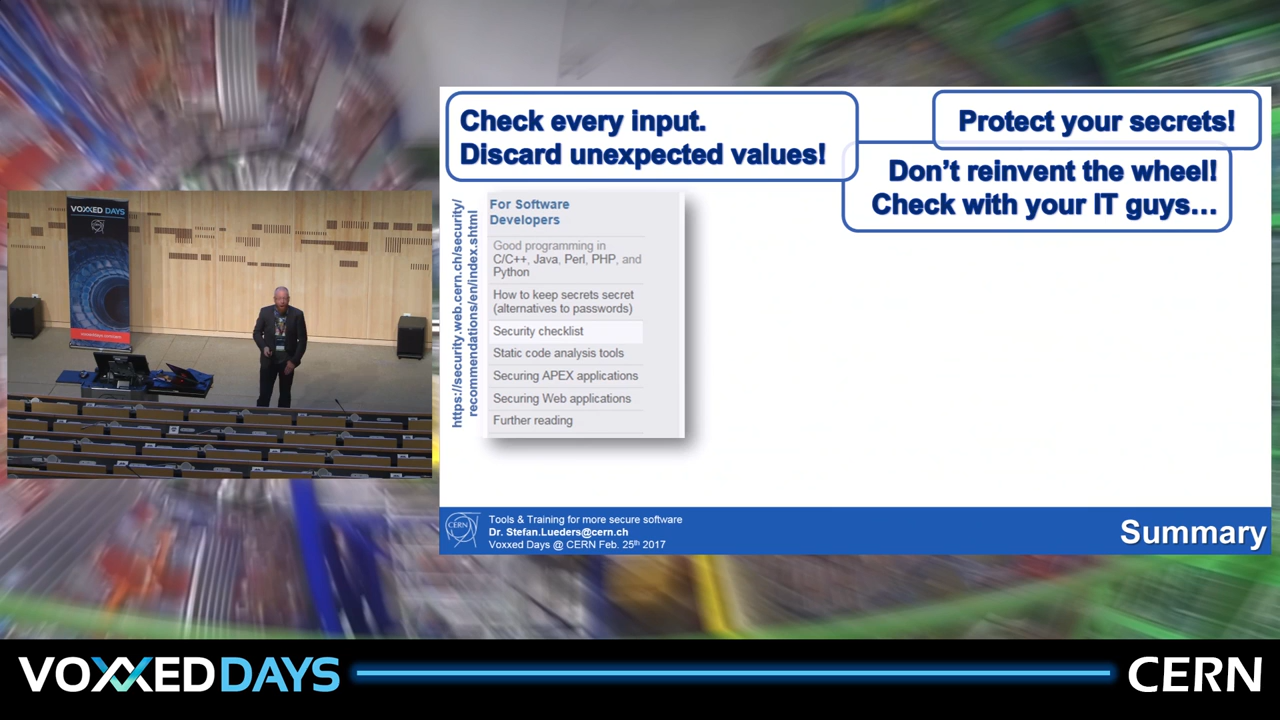 Check every input.
Discard unexpected values!
Protect your secrets!
Don't reinvent the wheel!
Check with your IT guys...
https://security.web.cern.ch/security/
recommendations/en/index.shtml
For Software
Developers
Good programming in
C/C++, Java, Perl, PHP, and
Python
How to keep secrets secret
(alternatives to passwords)
Security checklist
Static code analysis tools
Securing APEX applications
Securing Web applications
Further reading
VOXXED DAYS
CERN
Tools & Training for more secure software
Dr. Stefan.Lueders@cern.ch
Voxxed Days @ CERN Feb. 25th 2017
Summary
VOXXED DAYS
CERN